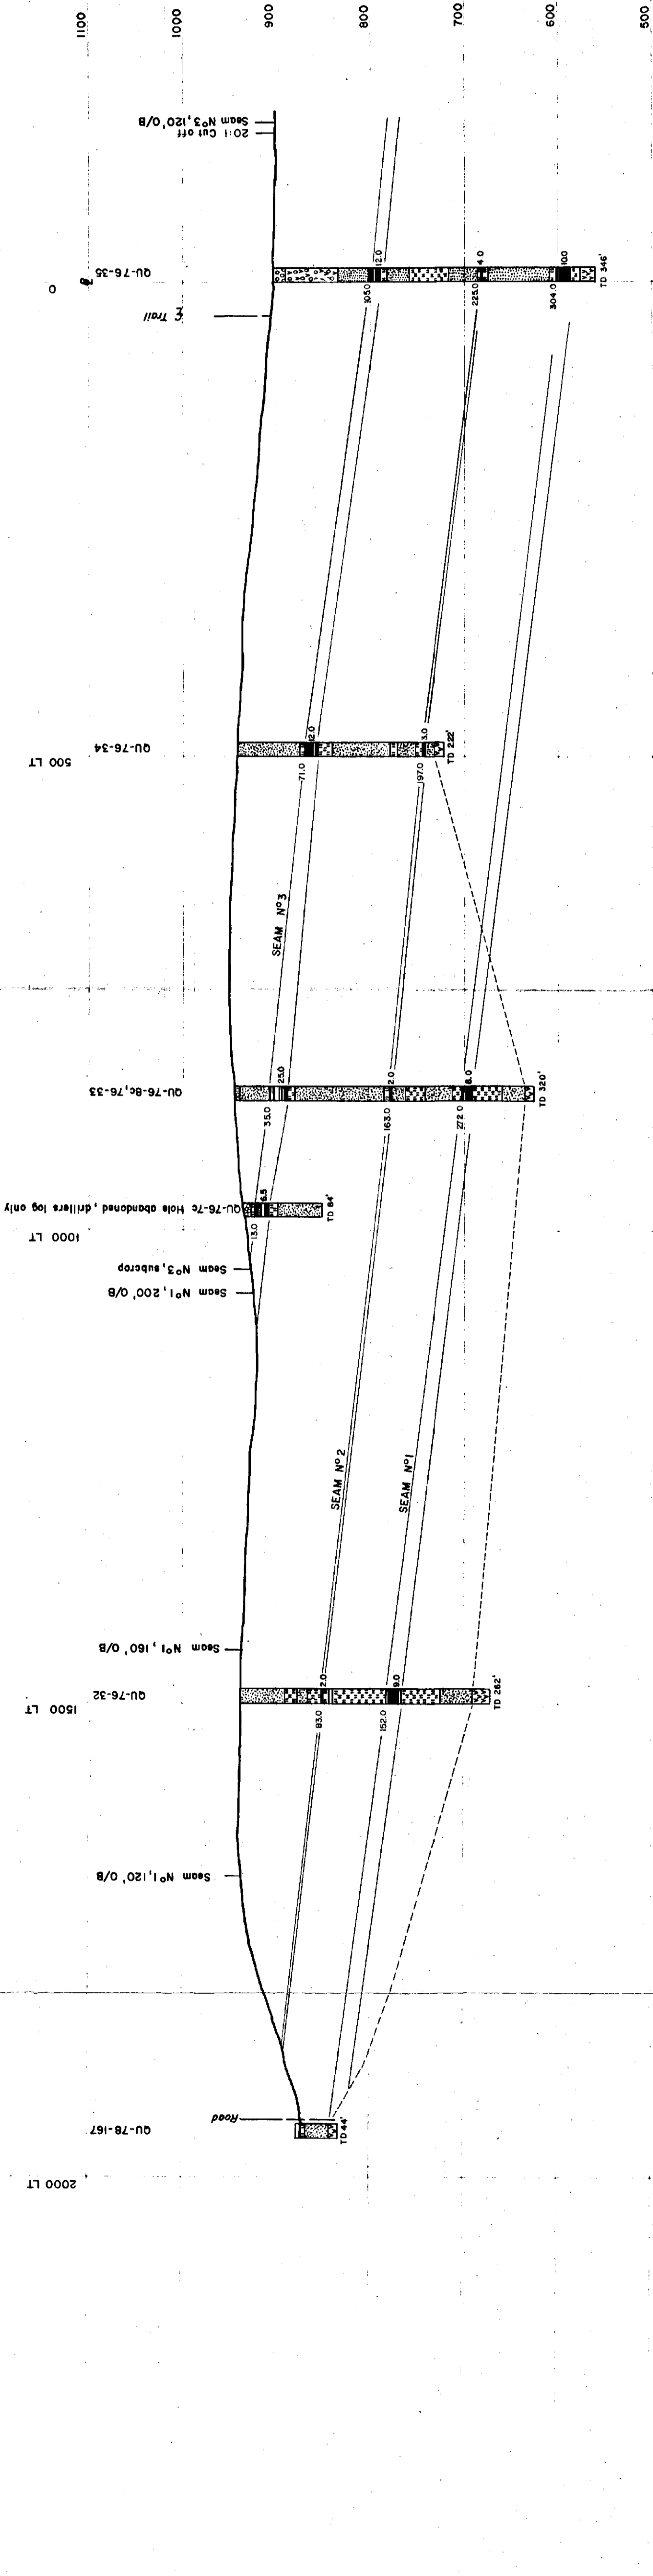 1100
1000
900
800
700
600
500
Seam Nº3, 120' O/B
20:1 Cut off
QU-76-35
0
105.0
12.0
225.0
4.0
304.0
10.0
TD 346'
Trail
QU-76-34
500 LT
71.0
12.0
197.0
3.0
TD 222'
SEAM Nº3
QU-76-8c, 76-33
35.0
25.0
163.0
2.0
272.0
8.0
TD 320'
QU-76-7c Hole abandoned, drillers log only
1000 LT
13.0
6.5
TD 84'
Seam Nº3, subcrop
Seam Nº1, 200' O/B
SEAM Nº2
SEAM Nº1
Seam Nº1, 160' O/B
QU-76-32
1500 LT
83.0
2.0
152.0
9.0
TD 262'
Seam Nº1, 120' O/B
Road
QU-78-167
TD 44'
2000 LT